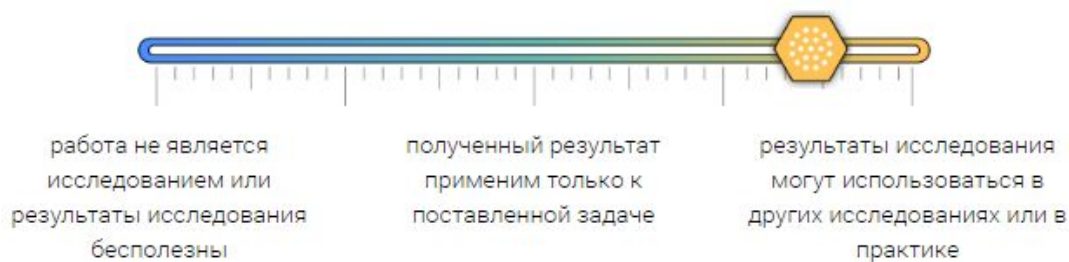 работа не является
исследованием или
результаты исследования
бесполезны
полученный результат
применим только к
поставленной задаче
результаты исследования
могут использоваться в
других исследованиях или в
практике